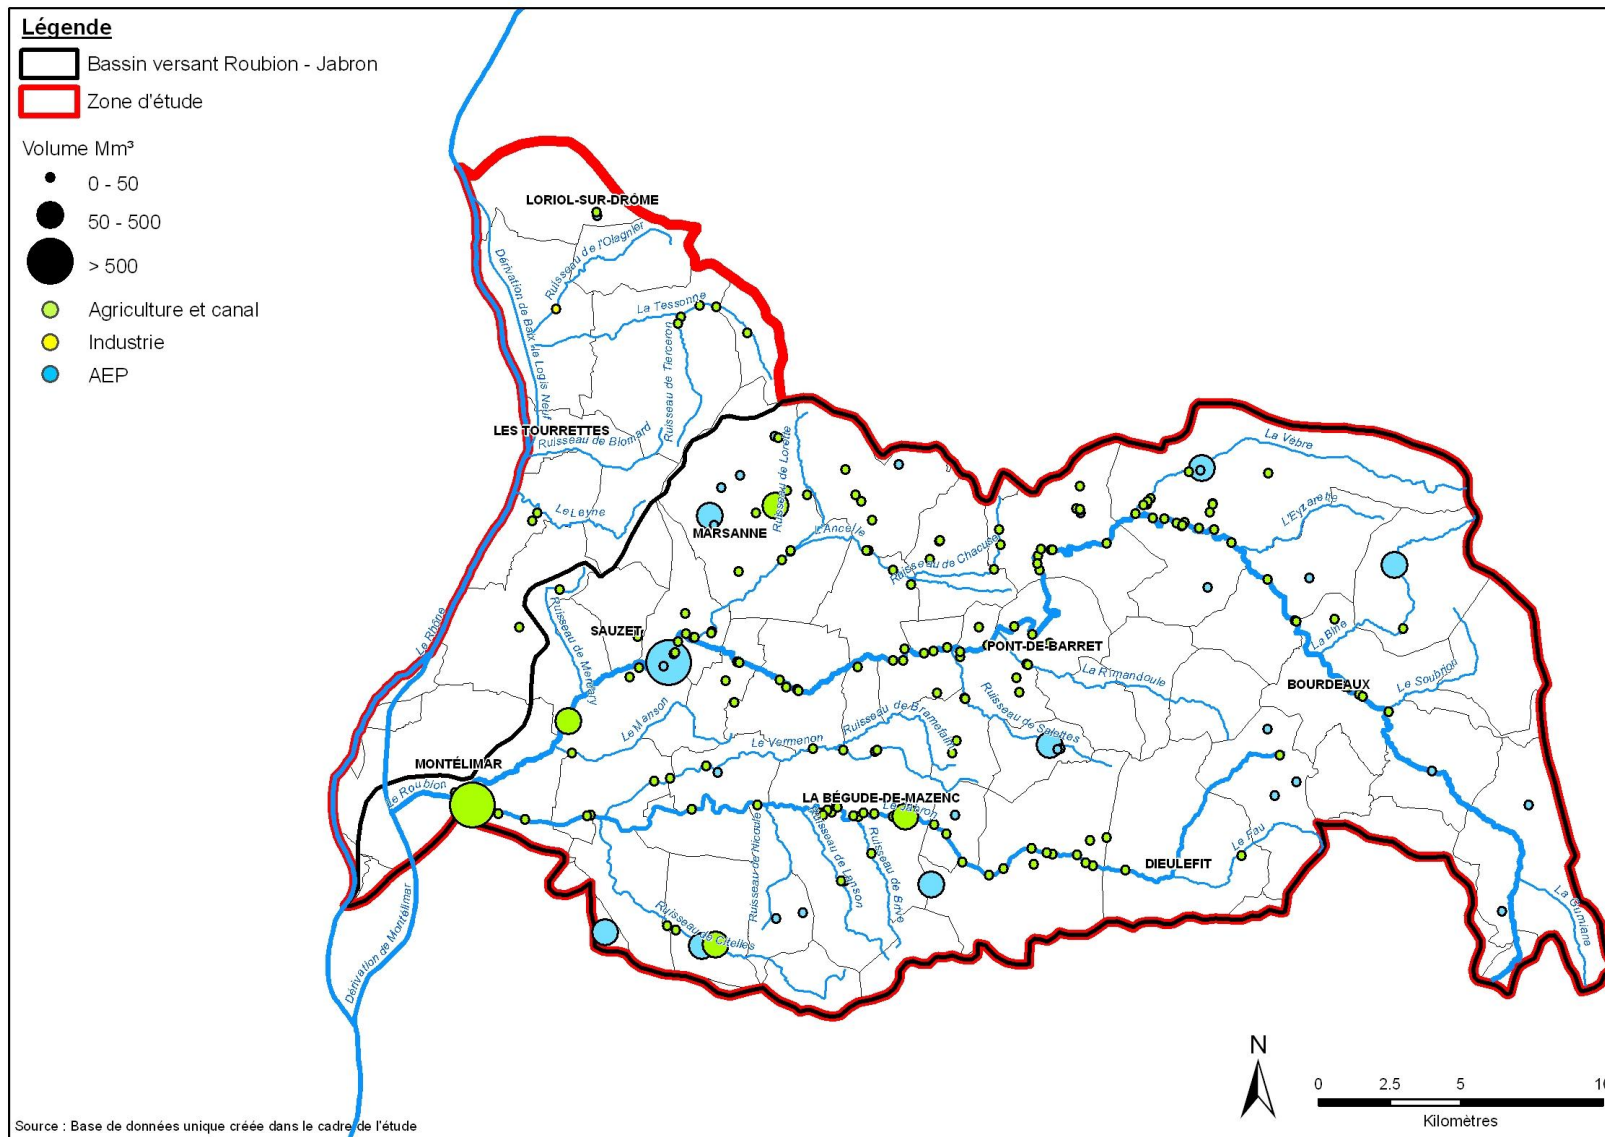 Légende
Bassin versant Roubion - Jabron
Zone d'étude
Volume Mm³
0 - 50
50 - 500
> 500
Agriculture et canal
Industrie
AEP
LORIOL-SUR-DRÔME
Ruisseau de l'Olagnier
Dérivation de Baix de Logis Neuf
La Tessonne
Ruisseau de Tierceron
LES TOURRETTES
Ruisseau de Blomard
Le Leyne
Ruisseau de Lorette
MARSANNE
L'Ancelle
Ruisseau de Chacuse
La Vèbre
L'Eyzarette
Le Rhône
Ruisseau de Merdary
SAUZET
PONT-DE-BARRET
La Rimandoule
La Bine
Le Soubrion
BOURDEAUX
Le Manson
Le Vermenon
Ruisseau de Bramefaim
Ruisseau de Salettes
MONTÉLIMAR
Le Roubion
LA BÉGUDE-DE-MAZENC
Le Jabron
Ruisseau de Nicoule
Ruisseau de Lanson
Ruisseau de Brive
DIEULEFIT
Le Fau
La Gumiane
Ruisseau de Citelles
Dérivation de Montélimar
N
0 2.5 5 10
Kilomètres
Source : Base de données unique créée dans le cadre de l'étude